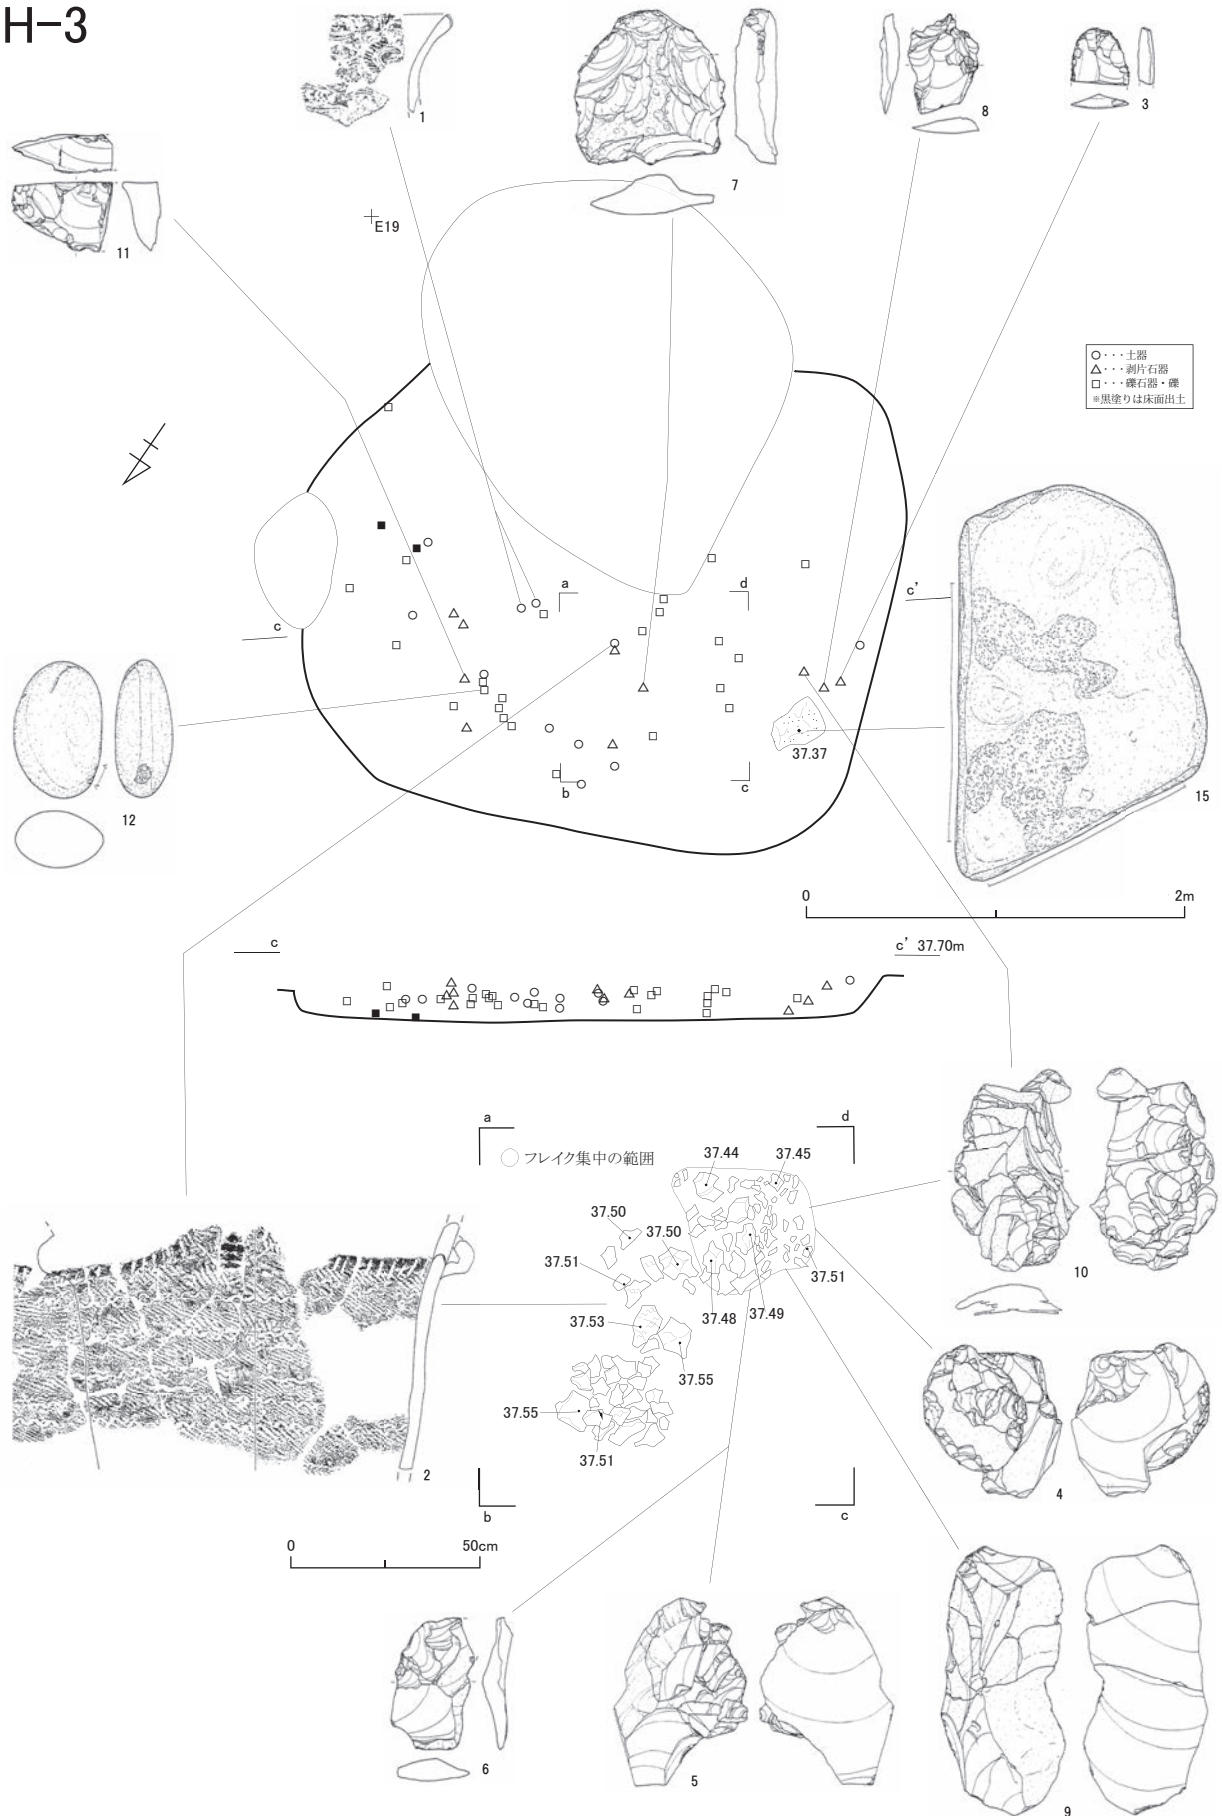 H-3
1
7
8
3
11
E19
○・・・土器
△・・・剥片石器
□・・・礫石器・礫
※黒塗りは床面出土
a
d
c
c'
37.37
b
c
12
15
0 2m
c
c' 37.70m
a
d
フレイク集中の範囲
37.44
37.45
37.50
37.50
37.51
37.51
37.48
37.49
37.53
37.55
37.55
37.51
10
4
2
b
c
0 50cm
6
5
9